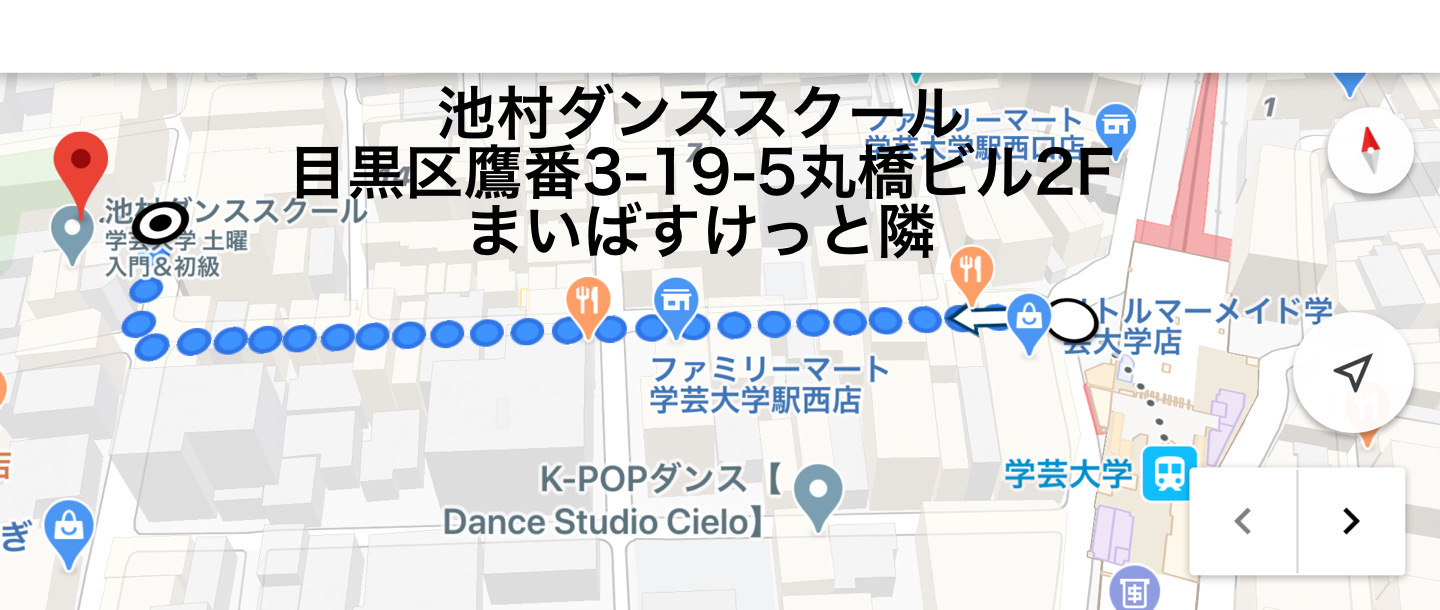 池村ダンススクール
目黒区鷹番3-19-5丸橋ビル2F
まいばすけっと隣
ファミリーマート
学芸大学駅西口店
1
池村ダンススクール
学芸大学 土曜
入門&初級
トルマーメイド学
芸大学店
ファミリーマート
学芸大学駅西店
店
K-POPダンス【
Dance Studio Cielo】
学芸大学
ぎ